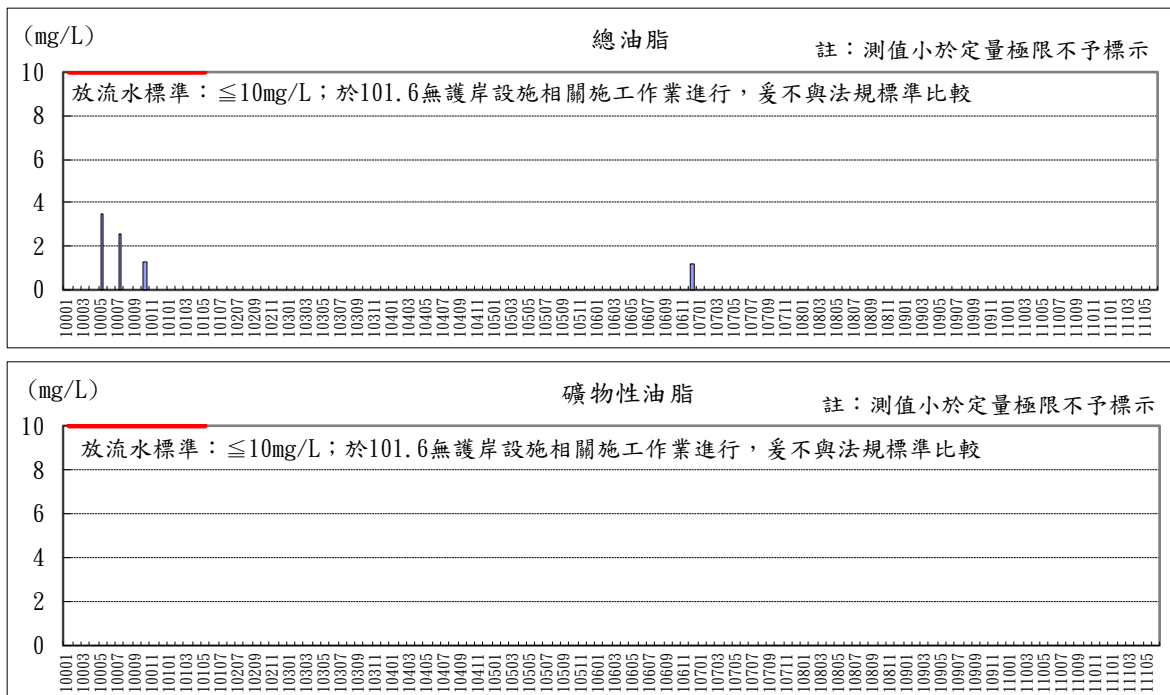 (mg/L)
總油脂
註：測值小於定量極限不予標示
放流水標準：≦10mg/L；於101.6無護岸設施相關施工作業進行，爰不與法規標準比較
10
8
6
4
2
0
10001 10003 10005 10007 10009 10011 10101 10103 10105 10107 10207 10209 10211 10301 10303 10305 10307 10309 10311 10401 10403 10405 10407 10409 10411 10501 10503 10505 10507 10509 10511 10601 10603 10605 10607 10609 10611 10701 10703 10705 10707 10709 10711 10801 10803 10805 10807 10809 10811 10901 10903 10905 10907 10909 10911 11001 11003 11005 11007 11009 11011 11101 11103 11105
(mg/L)
礦物性油脂
註：測值小於定量極限不予標示
放流水標準：≦10mg/L；於101.6無護岸設施相關施工作業進行，爰不與法規標準比較
10
8
6
4
2
0
10001 10003 10005 10007 10009 10011 10101 10103 10105 10107 10207 10209 10211 10301 10303 10305 10307 10309 10311 10401 10403 10405 10407 10409 10411 10501 10503 10505 10507 10509 10511 10601 10603 10605 10607 10609 10611 10701 10703 10705 10707 10709 10711 10801 10803 10805 10807 10809 10811 10901 10903 10905 10907 10909 10911 11001 11003 11005 11007 11009 11011 11101 11103 11105